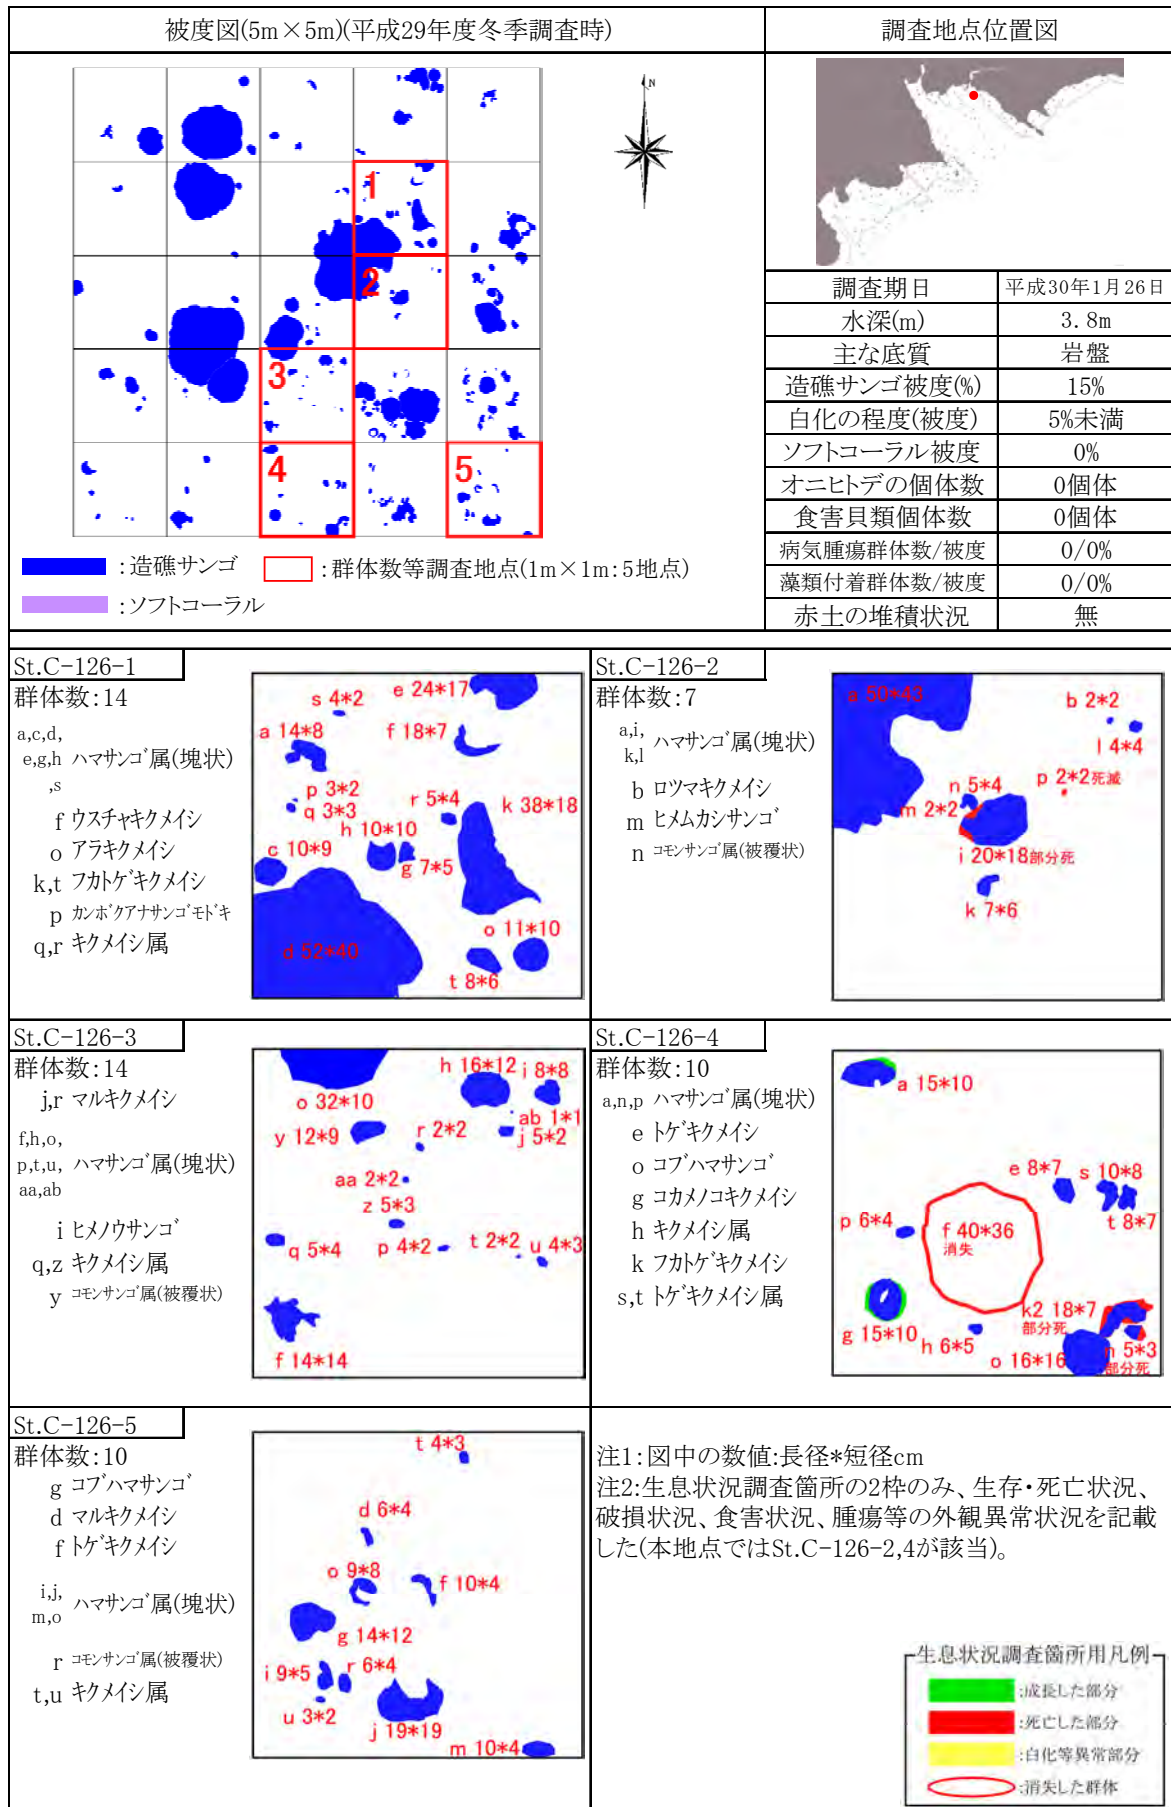 被度図(5m×5m)(平成29年度冬季調査時)
調査地点位置図
N
1
2
3
4
5
:造礁サンゴ
:群体数等調査地点(1m×1m:5地点)
:ソフトコーラル
調査期日 平成30年1月26日
水深(m) 3.8m
主な底質 岩盤
造礁サンゴ被度(%) 15%
白化の程度(被度) 5%未満
ソフトコーラル被度 0%
オニヒトデの個体数 0個体
食害貝類個体数 0個体
病気腫瘍群体数/被度 0/0%
藻類付着群体数/被度 0/0%
赤土の堆積状況 無
St.C-126-1
群体数:14
a,c,d,
e,g,h ハマサンゴ属(塊状)
,s
f ウスチャキクメイシ
o アラキクメイシ
k,t フカトゲキクメイシ
p カンボクアナサンゴモドキ
q,r キクメイシ属
s 4*2
e 24*17
a 14*8
f 18*7
p 3*2
q 3*3
r 5*4
k 38*18
h 10*10
c 10*9
g 7*5
o 11*10
d 52*40
t 8*6
St.C-126-2
群体数:7
a,i,
k,l ハマサンゴ属(塊状)
b ロツマキクメイシ
m ヒメムカシサンゴ
n コモンサンゴ属(被覆状)
a 50*43
b 2*2
l 4*4
p 2*2死滅
n 5*4
m 2*2
i 20*18部分死
k 7*6
St.C-126-3
群体数:14
j,r マルキクメイシ
f,h,o,
p,t,u, ハマサンゴ属(塊状)
aa,ab
i ヒメノウサンゴ
q,z キクメイシ属
y コモンサンゴ属(被覆状)
h 16*12
i 8*8
o 32*10
ab 1*1
y 12*9
r 2*2
j 5*2
aa 2*2
z 5*3
q 5*4
p 4*2
t 2*2
u 4*3
f 14*14
St.C-126-4
群体数:10
a,n,p ハマサンゴ属(塊状)
e トゲキクメイシ
o コブハマサンゴ
g コカメノコキクメイシ
h キクメイシ属
k フカトゲキクメイシ
s,t トゲキクメイシ属
a 15*10
e 8*7
s 10*8
p 6*4
f 40*36
消失
t 8*7
k2 18*7
部分死
g 15*10
h 6*5
n 5*3
部分死
o 16*16
St.C-126-5
群体数:10
g コブハマサンゴ
d マルキクメイシ
f トゲキクメイシ
i,j,
m,o ハマサンゴ属(塊状)
r コモンサンゴ属(被覆状)
t,u キクメイシ属
t 4*3
d 6*4
o 9*8
f 10*4
g 14*12
i 9*5
r 6*4
u 3*2
j 19*19
m 10*4
注1:図中の数値:長径*短径cm
注2:生息状況調査箇所の2枠のみ、生存・死亡状況、
破損状況、食害状況、腫瘍等の外観異常状況を記載
した(本地点ではSt.C-126-2,4が該当)。
生息状況調査箇所用凡例
:成長した部分
:死亡した部分
:白化等異常部分
:消失した群体